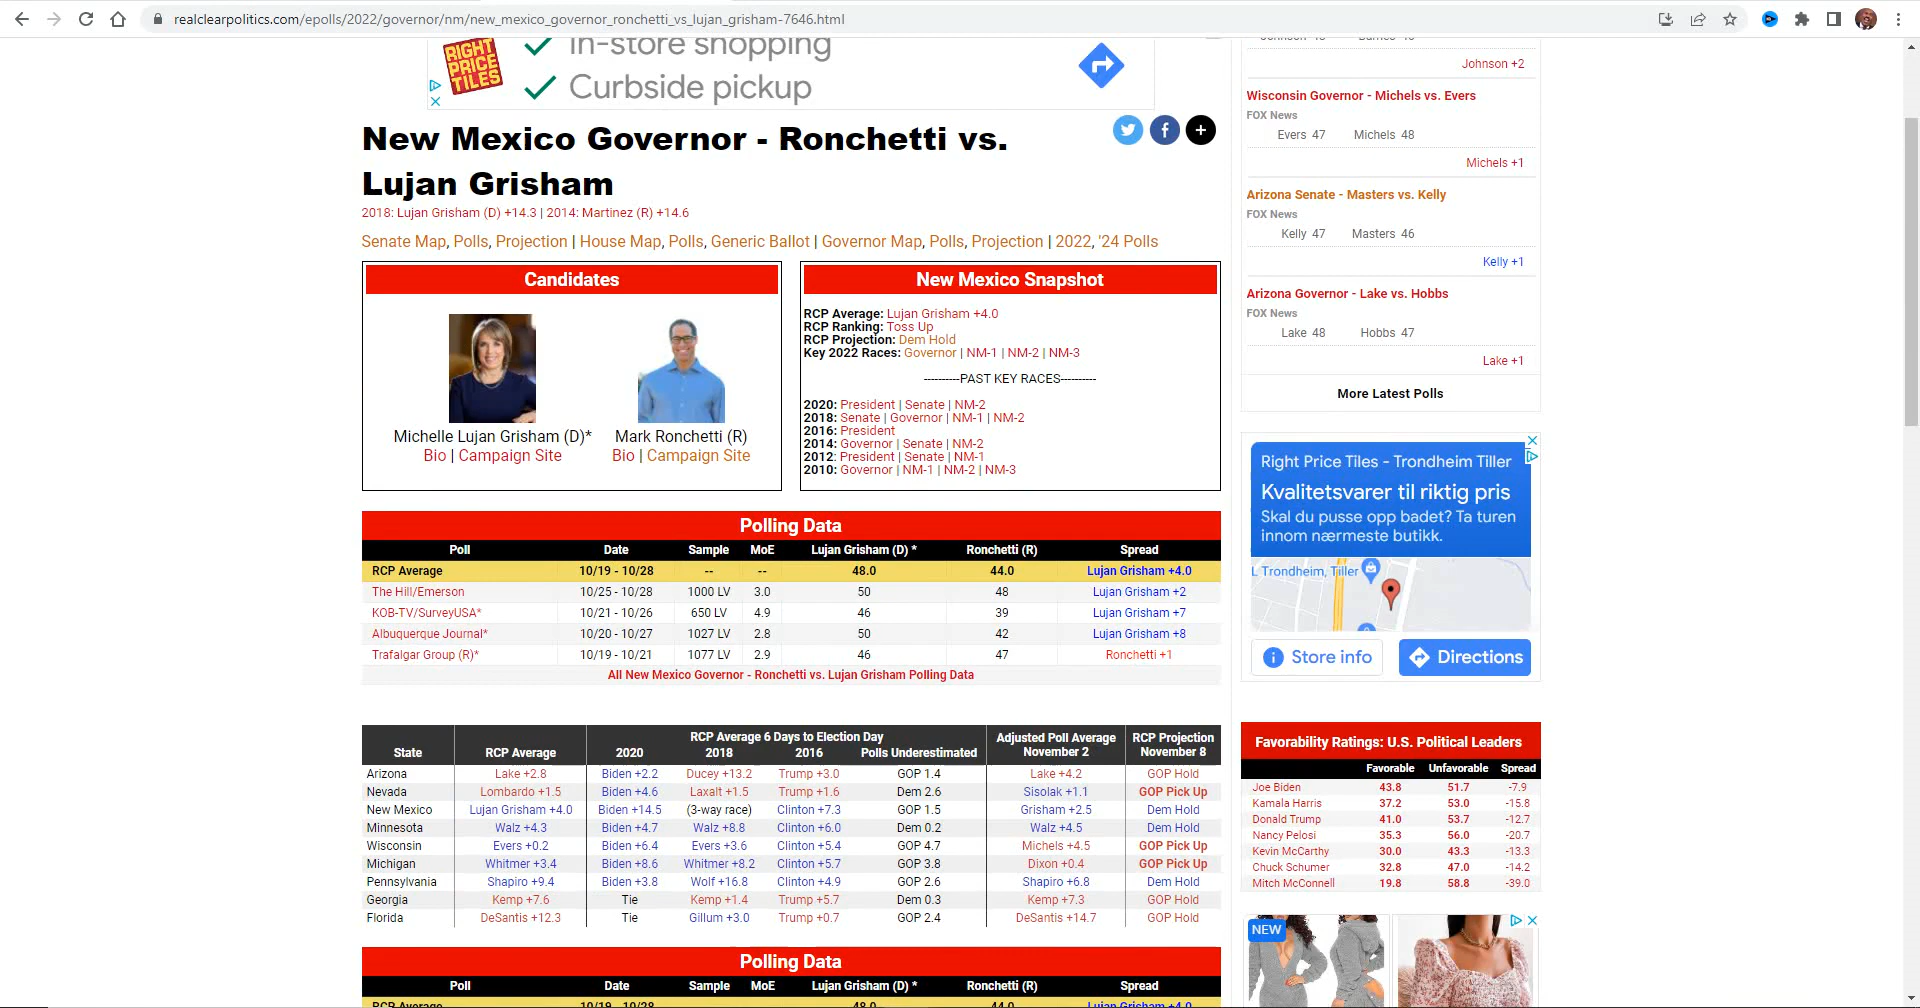 realclearpolitics.com/epolls/2022/governor/nm/new_mexico_governor_ronchetti_vs_lujan_grisham-7646.html
RIGHT
PRICE
TILES
In-store shopping
Curbside pickup
New Mexico Governor - Ronchetti vs.
Lujan Grisham
2018: Lujan Grisham (D) +14.3 | 2014: Martinez (R) +14.6
Senate Map, Polls, Projection | House Map, Polls, Generic Ballot | Governor Map, Polls, Projection | 2022, '24 Polls
Candidates
Michelle Lujan Grisham (D)* Mark Ronchetti (R)
Bio | Campaign Site Bio | Campaign Site
New Mexico Snapshot
RCP Average: Lujan Grisham +4.0
RCP Ranking: Toss Up
RCP Projection: Dem Hold
Key 2022 Races: Governor | NM-1 | NM-2 | NM-3
----------PAST KEY RACES----------
2020: President | Senate | NM-2
2018: Senate | Governor | NM-1 | NM-2
2016: President
2014: Governor | Senate | NM-2
2012: President | Senate | NM-1
2010: Governor | NM-1 | NM-2 | NM-3
Polling Data
Poll Date Sample MoE Lujan Grisham (D) * Ronchetti (R) Spread
RCP Average 10/19 - 10/28 -- -- 48.0 44.0 Lujan Grisham +4.0
The Hill/Emerson 10/25 - 10/28 1000 LV 3.0 50 48 Lujan Grisham +2
KOB-TV/SurveyUSA* 10/21 - 10/26 650 LV 4.9 46 39 Lujan Grisham +7
Albuquerque Journal* 10/20 - 10/27 1027 LV 2.8 50 42 Lujan Grisham +8
Trafalgar Group (R)* 10/19 - 10/21 1077 LV 2.9 46 47 Ronchetti +1
All New Mexico Governor - Ronchetti vs. Lujan Grisham Polling Data
RCP Average 6 Days to Election Day
State RCP Average 2020 2018 2016 Polls Underestimated Adjusted Poll Average November 2 RCP Projection November 8
Arizona Lake +2.8 Biden +2.2 Ducey +13.2 Trump +3.0 GOP 1.4 Lake +4.2 GOP Hold
Nevada Lombardo +1.5 Biden +4.6 Laxalt +1.5 Trump +1.6 Dem 2.6 Sisolak +1.1 GOP Pick Up
New Mexico Lujan Grisham +4.0 Biden +14.5 (3-way race) Clinton +7.3 GOP 1.5 Grisham +2.5 Dem Hold
Minnesota Walz +4.3 Biden +4.7 Walz +8.8 Clinton +6.0 Dem 0.2 Walz +4.5 Dem Hold
Wisconsin Evers +0.2 Biden +6.4 Evers +3.6 Clinton +5.4 GOP 4.7 Michels +4.5 GOP Pick Up
Michigan Whitmer +3.4 Biden +8.6 Whitmer +8.2 Clinton +5.7 GOP 3.8 Dixon +0.4 GOP Pick Up
Pennsylvania Shapiro +9.4 Biden +3.8 Wolf +16.8 Clinton +4.9 GOP 2.6 Shapiro +6.8 Dem Hold
Georgia Kemp +7.6 Tie Kemp +1.4 Trump +5.7 Dem 0.3 Kemp +7.3 GOP Hold
Florida DeSantis +12.3 Tie Gillum +3.0 Trump +0.7 GOP 2.4 DeSantis +14.7 GOP Hold
Polling Data
Poll Date Sample MoE Lujan Grisham (D) * Ronchetti (R) Spread
RCP Average 10/19 - 10/28 -- -- 48.0 44.0 Lujan Grisham +4.0
Johnson +2
Wisconsin Governor - Michels vs. Evers
FOX News
Evers 47 Michels 48
Michels +1
Arizona Senate - Masters vs. Kelly
FOX News
Kelly 47 Masters 46
Kelly +1
Arizona Governor - Lake vs. Hobbs
FOX News
Lake 48 Hobbs 47
Lake +1
More Latest Polls
Right Price Tiles - Trondheim Tiller
Kvalitetsvarer til riktig pris
Skal du pusse opp badet? Ta turen
innom nærmeste butikk.
L Trondheim, Tiller
Store info Directions
Favorability Ratings: U.S. Political Leaders
Favorable Unfavorable Spread
Joe Biden 43.8 51.7 -7.9
Kamala Harris 37.2 53.0 -15.8
Donald Trump 41.0 53.7 -12.7
Nancy Pelosi 35.3 56.0 -20.7
Kevin McCarthy 30.0 43.3 -13.3
Chuck Schumer 32.8 47.0 -14.2
Mitch McConnell 19.8 58.8 -39.0
NEW